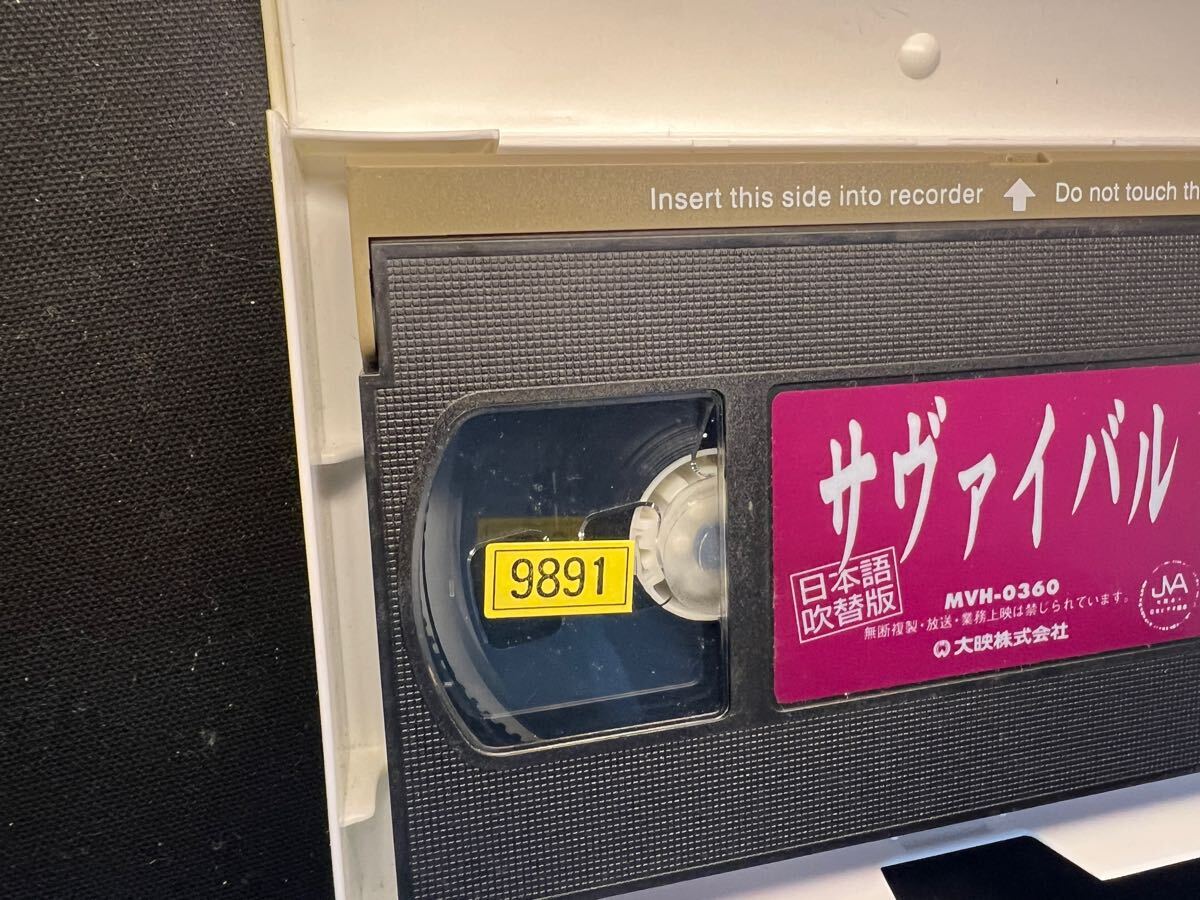 Insert this side into recorder ↑ Do not touch th
サヴァイバル
9891
日本語
吹替版
MVH-0360
無断複製・放送・業務上映は禁じられています。
大映株式会社
JVA